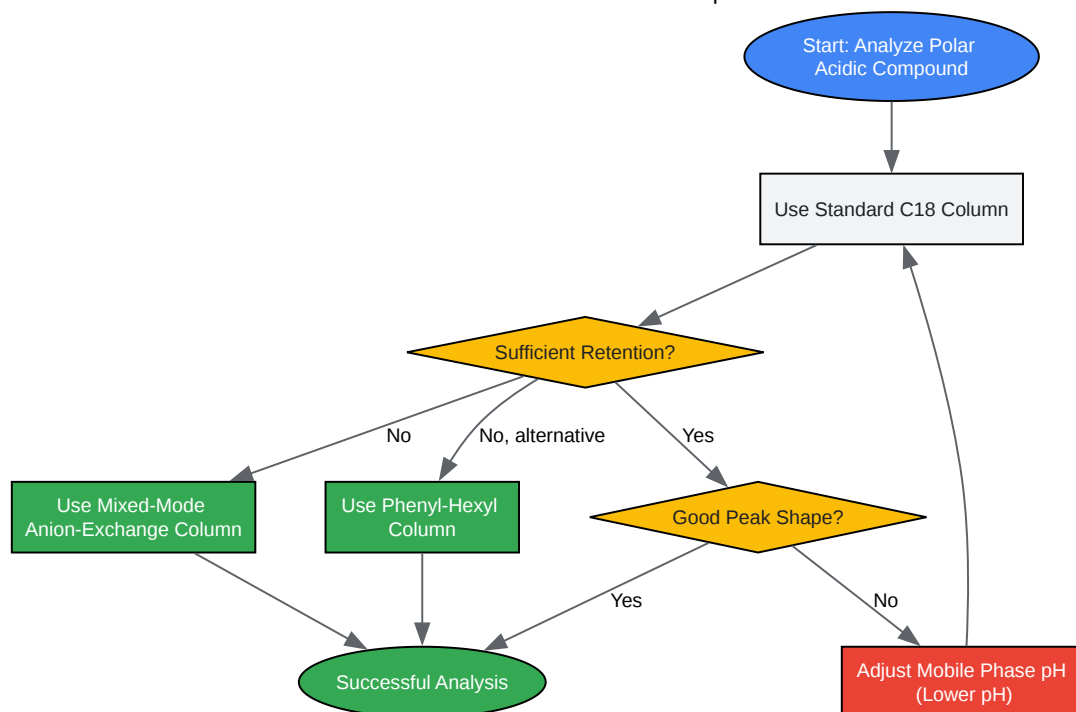 Start: Analyze Polar
Acidic Compound
Use Standard C18 Column
Sufficient Retention?
No
No, alternative
Yes
Use Mixed-Mode
Anion-Exchange Column
Use Phenyl-Hexyl
Column
Good Peak Shape?
Yes
No
Successful Analysis
Adjust Mobile Phase pH
(Lower pH)